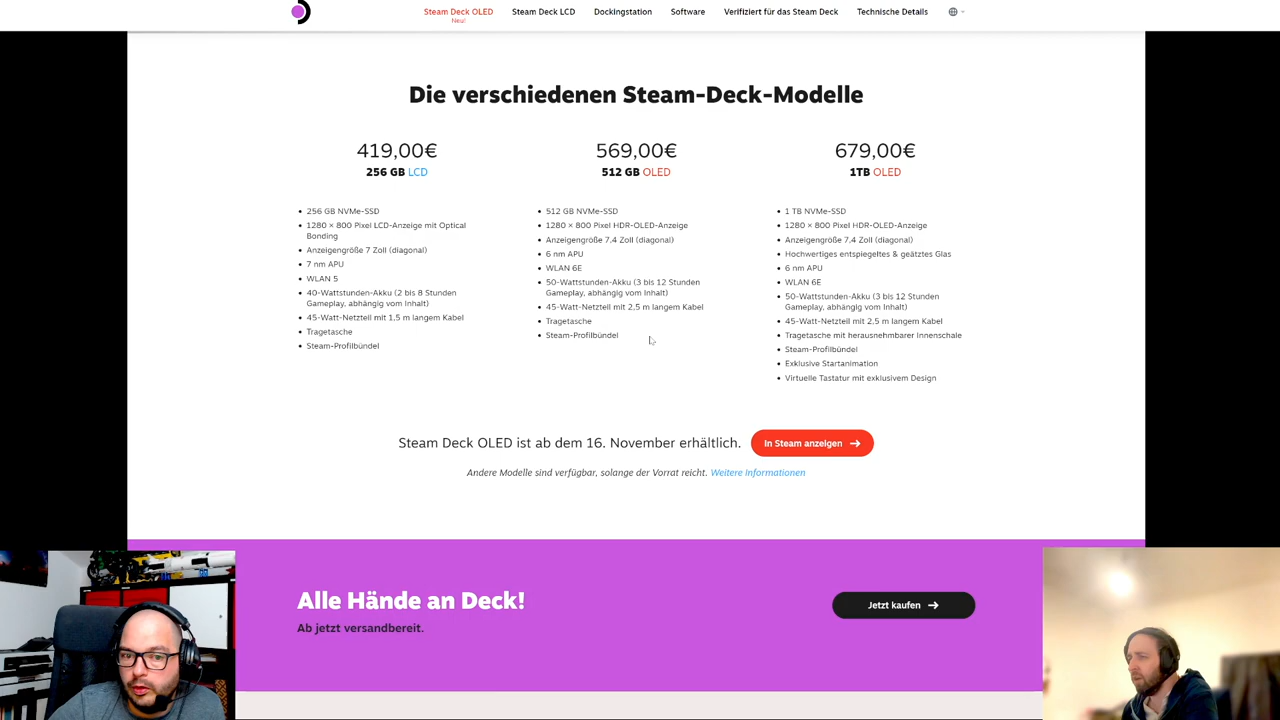 Steam Deck OLED
Neu!
Steam Deck LCD
Dockingstation
Software
Verifiziert für das Steam Deck
Technische Details
Die verschiedenen Steam-Deck-Modelle
419,00€
256 GB LCD
• 256 GB NVMe-SSD
• 1280 × 800 Pixel LCD-Anzeige mit Optical
Bonding
• Anzeigengröße 7 Zoll (diagonal)
• 7 nm APU
• WLAN 5
• 40-Wattstunden-Akku (2 bis 8 Stunden
Gameplay, abhängig vom Inhalt)
• 45-Watt-Netzteil mit 1,5 m langem Kabel
• Tragetasche
• Steam-Profilbündel
569,00€
512 GB OLED
• 512 GB NVMe-SSD
• 1280 × 800 Pixel HDR-OLED-Anzeige
• Anzeigengröße 7.4 Zoll (diagonal)
• 6 nm APU
• WLAN 6E
• 50-Wattstunden-Akku (3 bis 12 Stunden
Gameplay, abhängig vom Inhalt)
• 45-Watt-Netzteil mit 2,5 m langem Kabel
• Tragetasche
• Steam-Profilbündel
679,00€
1TB OLED
• 1 TB NVMe-SSD
• 1280 × 800 Pixel HDR-OLED-Anzeige
• Anzeigengröße 7.4 Zoll (diagonal)
• Hochwertiges entspiegeltes & geätztes Glas
• 6 nm APU
• WLAN 6E
• 50-Wattstunden-Akku (3 bis 12 Stunden
Gameplay, abhängig vom Inhalt)
• 45-Watt-Netzteil mit 2,5 m langem Kabel
• Tragetasche mit herausnehmbarer Innenschale
• Steam-Profilbündel
• Exklusive Startanimation
• Virtuelle Tastatur mit exklusivem Design
Steam Deck OLED ist ab dem 16. November erhältlich.
In Steam anzeigen →
Andere Modelle sind verfügbar, solange der Vorrat reicht. Weitere Informationen
Alle Hände an Deck!
Ab jetzt versandbereit.
Jetzt kaufen →